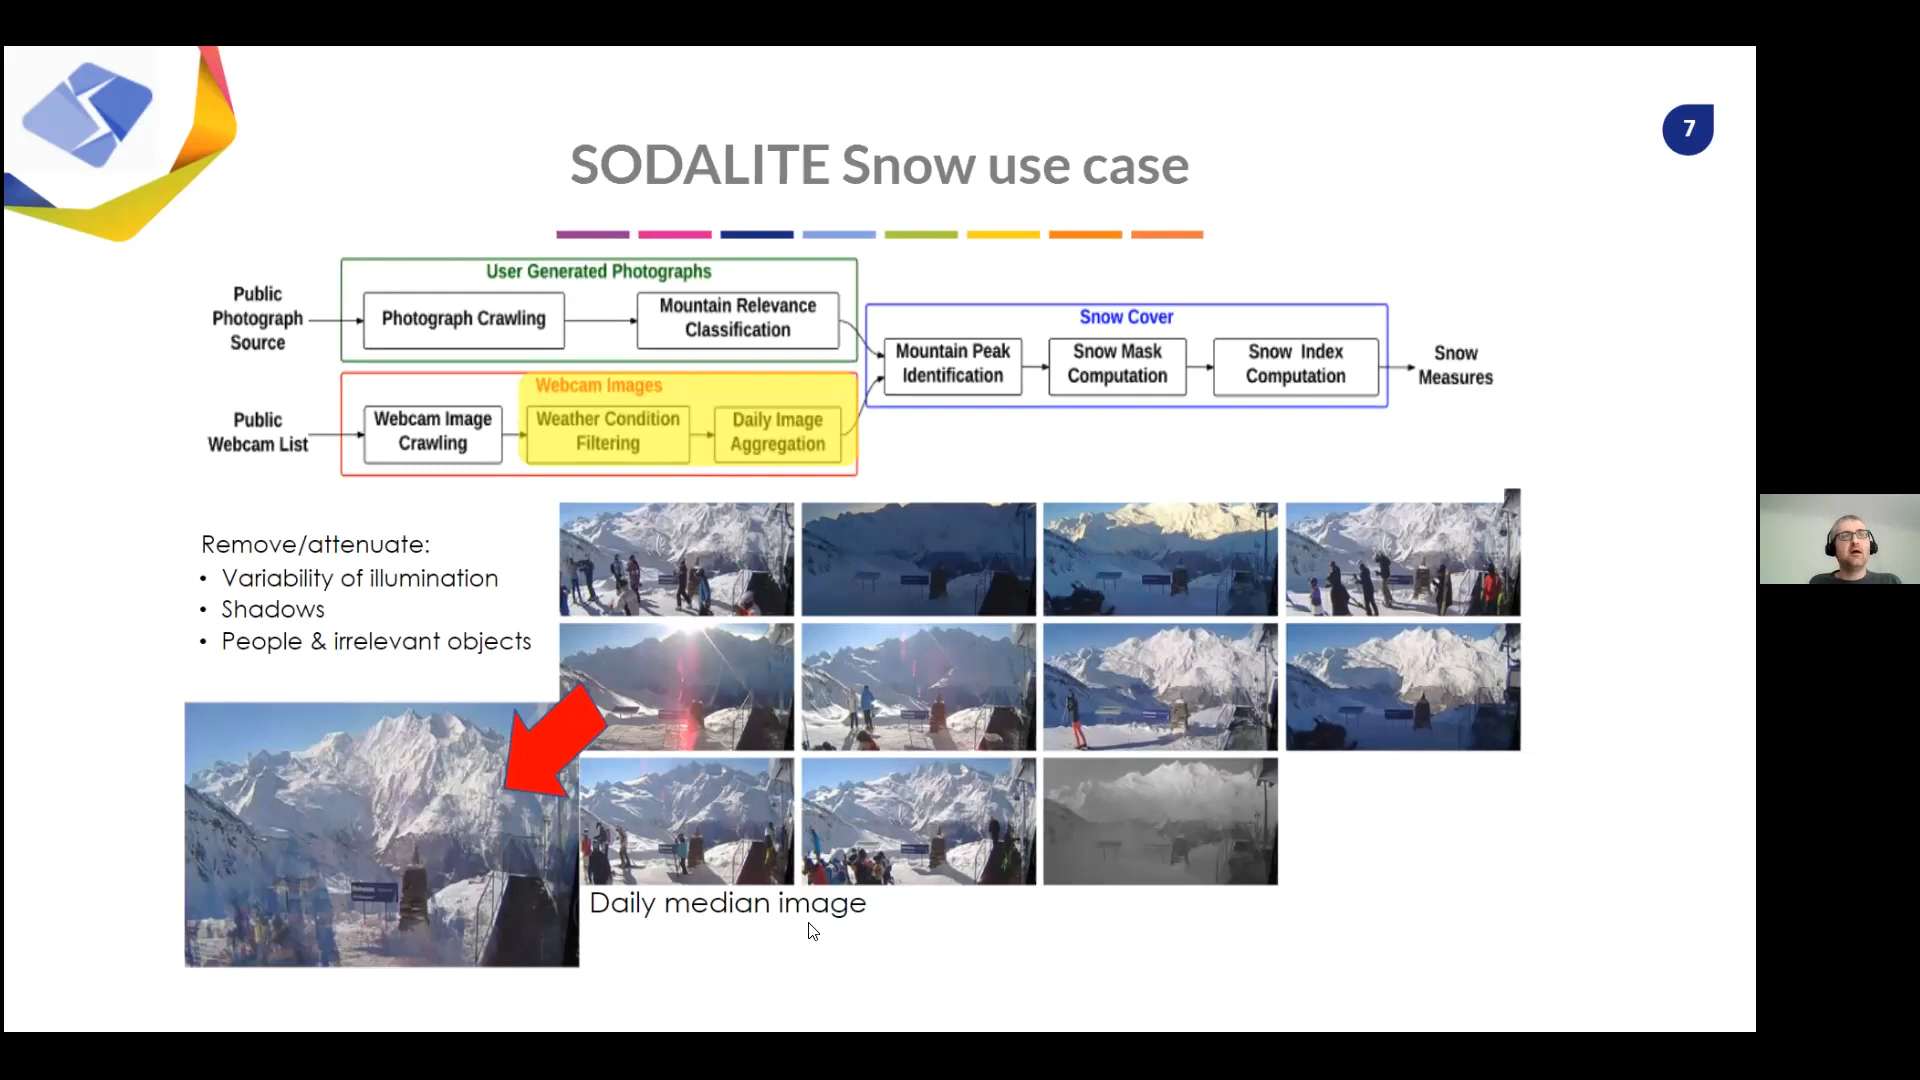 7
SODALITE Snow use case
User Generated Photographs
Public
Photograph
Source
Photograph Crawling
Mountain Relevance
Classification
Snow Cover
Mountain Peak
Identification
Snow Mask
Computation
Snow Index
Computation
Snow
Measures
Webcam Images
Public
Webcam List
Webcam Image
Crawling
Weather Condition
Filtering
Daily Image
Aggregation
Remove/attenuate:
• Variability of illumination
• Shadows
• People & irrelevant objects
Daily median image